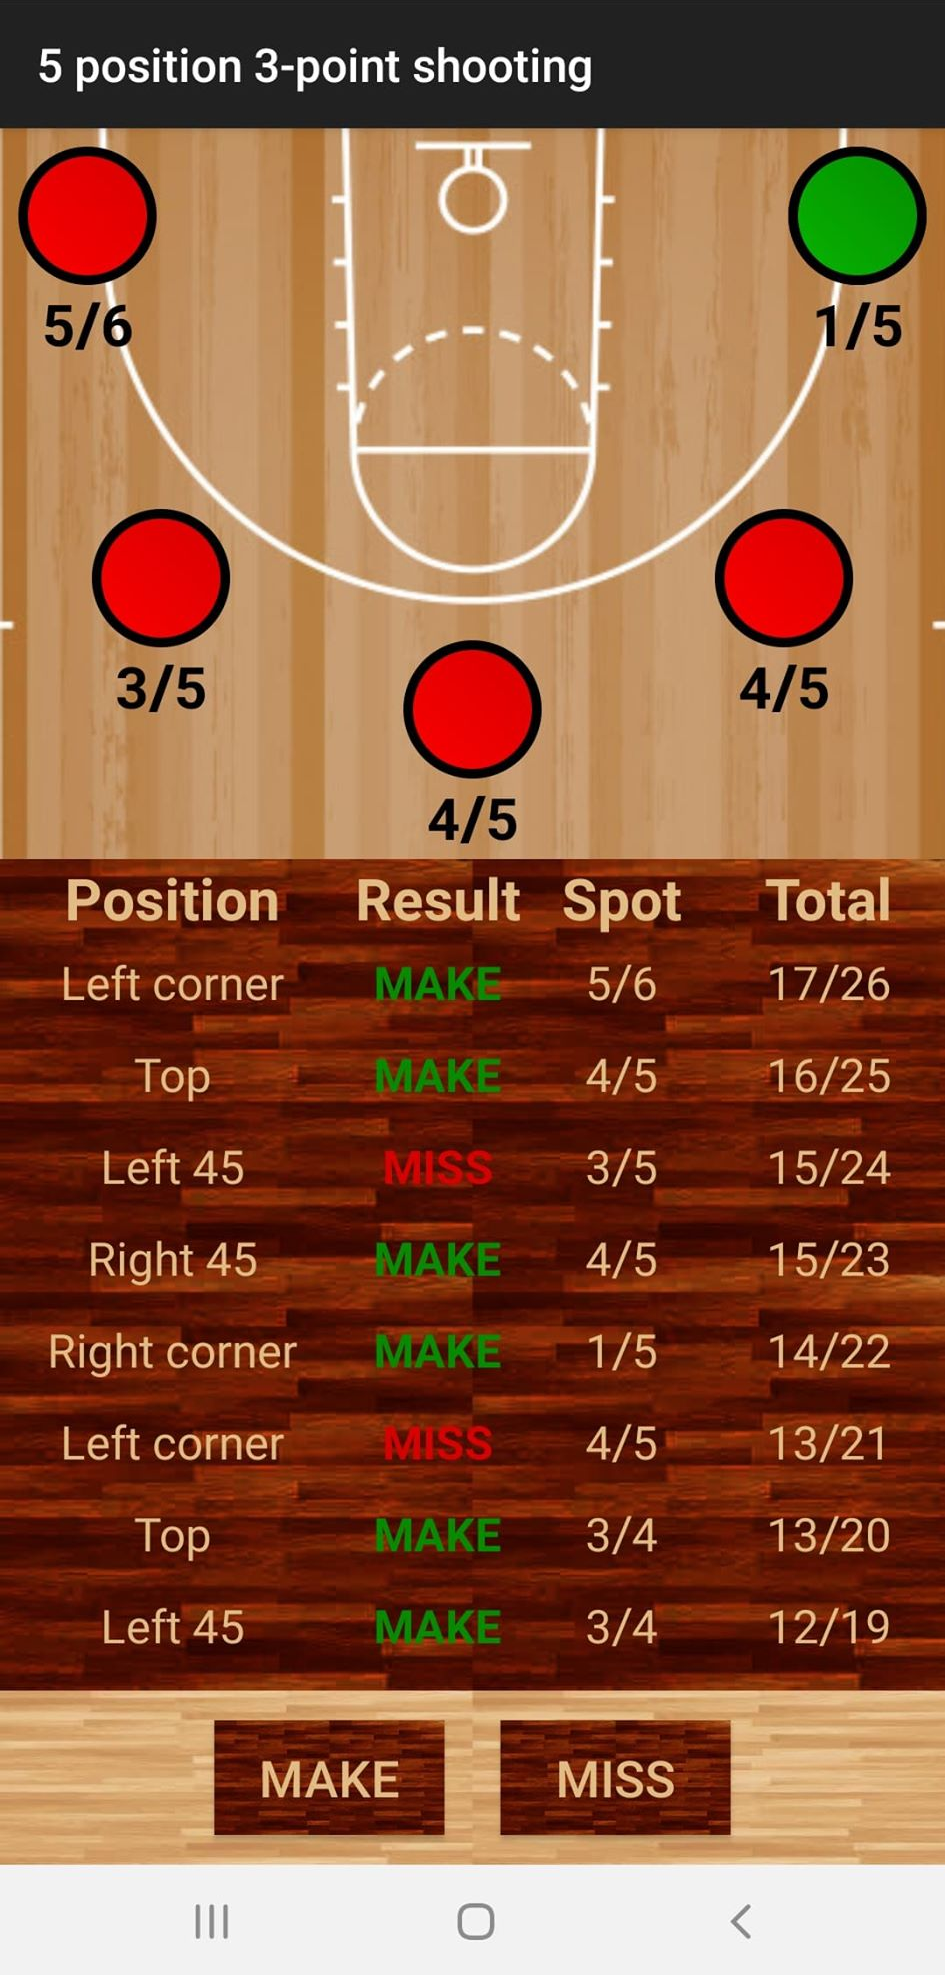 5 position 3-point shooting
5/6
1/5
3/5
4/5
4/5
Position Result Spot Total
Left corner MAKE 5/6 17/26
Top MAKE 4/5 16/25
Left 45 MISS 3/5 15/24
Right 45 MAKE 4/5 15/23
Right corner MAKE 1/5 14/22
Left corner MISS 4/5 13/21
Top MAKE 3/4 13/20
Left 45 MAKE 3/4 12/19
MAKE MISS